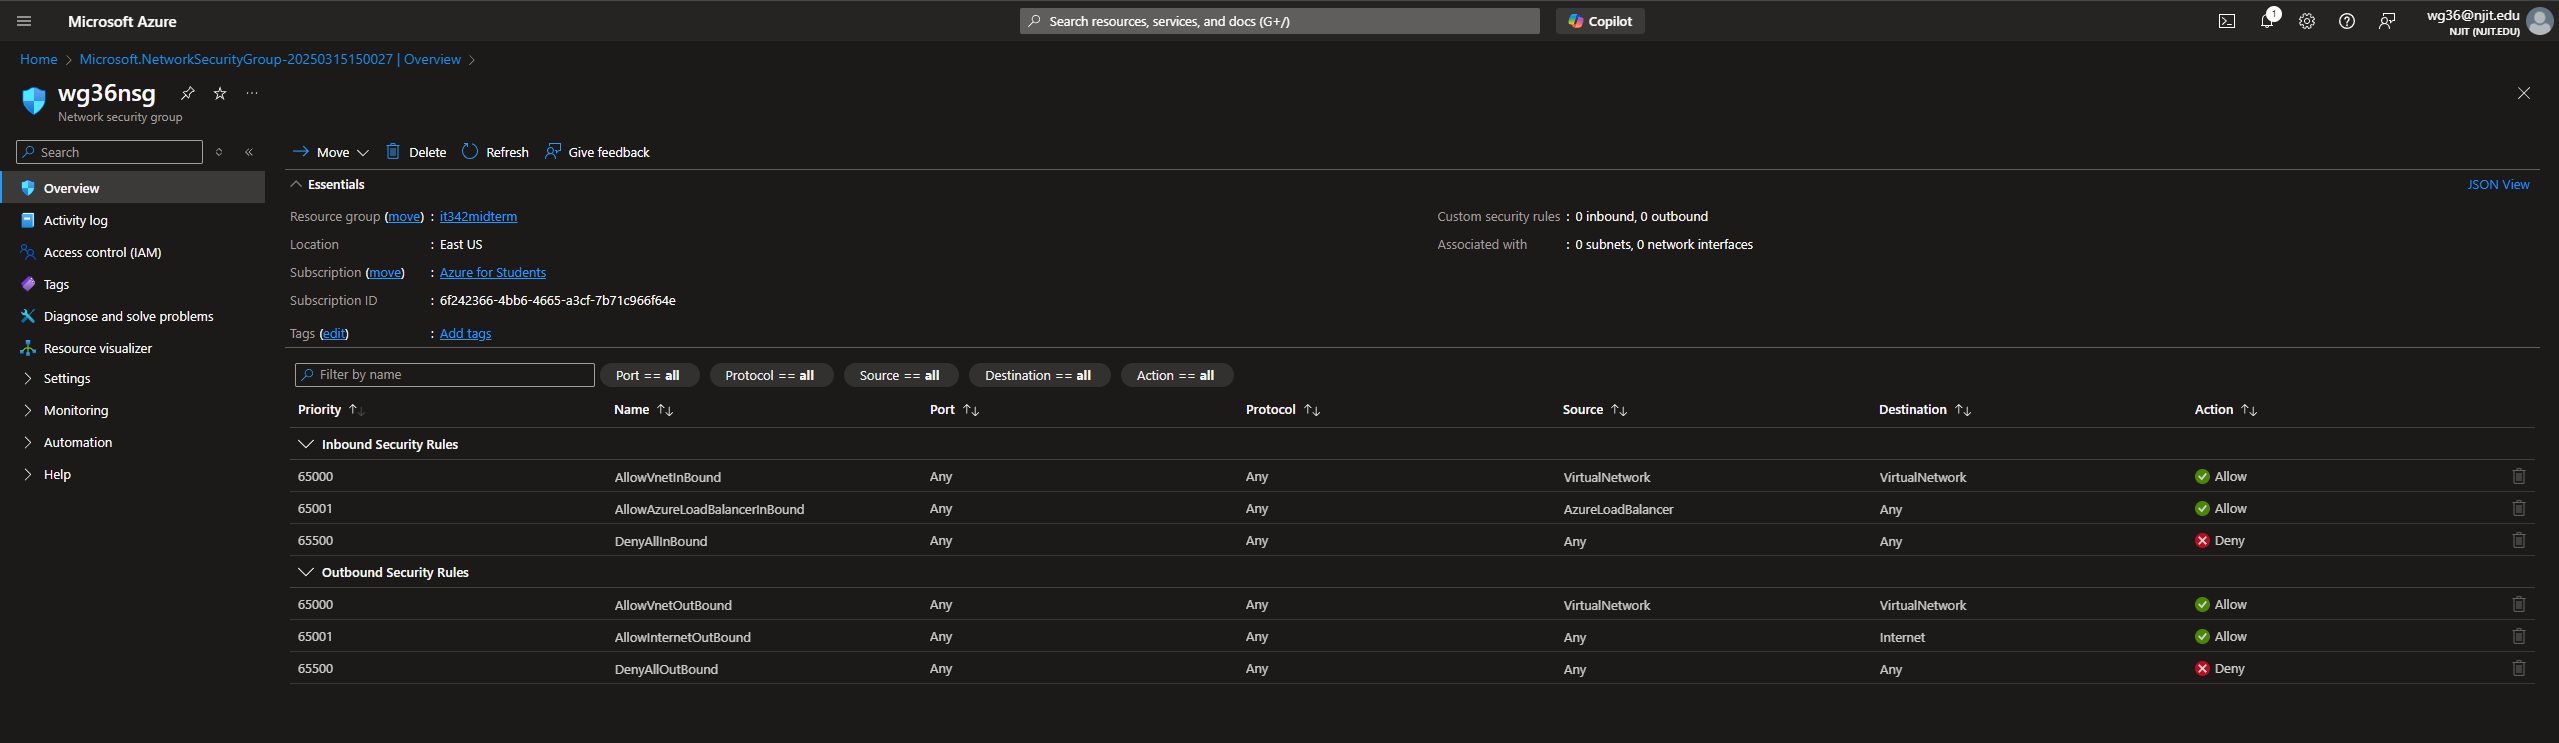 Microsoft Azure
Search resources, services, and docs (G+/)
Copilot
1
wg36@njit.edu
NJIT (NJIT.EDU)
Home > Microsoft.NetworkSecurityGroup-20250315150027 | Overview >
wg36nsg
Network security group
Search
Overview
Activity log
Access control (IAM)
Tags
Diagnose and solve problems
Resource visualizer
Settings
Monitoring
Automation
Help
Move Delete Refresh Give feedback
Essentials JSON View
Resource group (move) : it342midterm
Location : East US
Subscription (move) : Azure for Students
Subscription ID : 6f242366-4bb6-4665-a3cf-7b71c966f64e
Tags (edit) : Add tags
Custom security rules : 0 inbound, 0 outbound
Associated with : 0 subnets, 0 network interfaces
Filter by name Port == all Protocol == all Source == all Destination == all Action == all
Priority Name Port Protocol Source Destination Action
Inbound Security Rules
65000 AllowVnetInBound Any Any VirtualNetwork VirtualNetwork Allow
65001 AllowAzureLoadBalancerInBound Any Any AzureLoadBalancer Any Allow
65500 DenyAllInBound Any Any Any Any Deny
Outbound Security Rules
65000 AllowVnetOutBound Any Any VirtualNetwork VirtualNetwork Allow
65001 AllowInternetOutBound Any Any Any Internet Allow
65500 DenyAllOutBound Any Any Any Any Deny